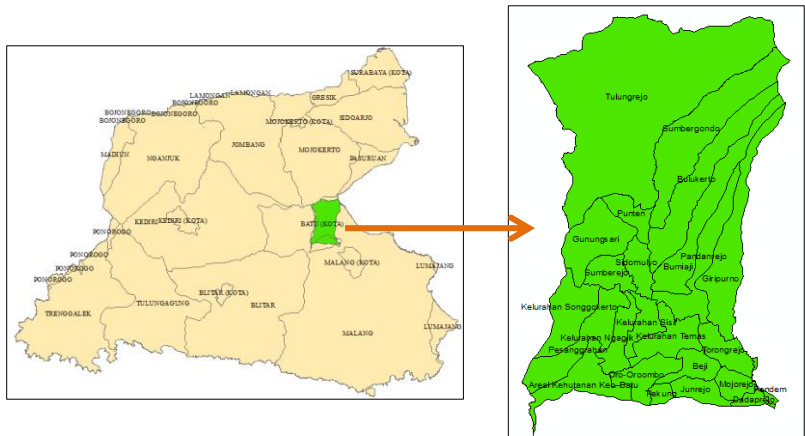 SURABAYA (KOTA)
LAMONGAN
LAMONGAN
GRESIK
BOJONEGORO
BOJONEGORO
BOJONEGORO
BOJONEGORO
SIDOARJO
MOJOKERTO (KOTA)
JOMBANG
MOJOKERTO
MADIUN
NGANJUK
PASURUAN
KEDIRI
KEDIRI (KOTA)
BATU (KOTA)
PONOROGO
PONOROGO
PONOROGO
PONOROGO
MALANG (KOTA)
LUMAJANG
BLITAR (KOTA)
TULUNGAGUNG
BLITAR
TRENGGALEK
MALANG
LUMAJANG
Tulungrejo
Sumbergondo
Bulukerto
Punten
Gunungsari
Sidomulyo
Pandanrejo
Sumberejo
Bumiaji
Giripurno
Kelurahan Songgokerto
Kelurahan Sisir
Kelurahan Ngaglik
Kelurahan Temas
Pesanggrahan
Torongrejo
Oro-Oroombo
Beji
Areal Kehutanan Kec. Batu
Tlekung
Junrejo
Mojorejo
Pendem
Dadaprejo